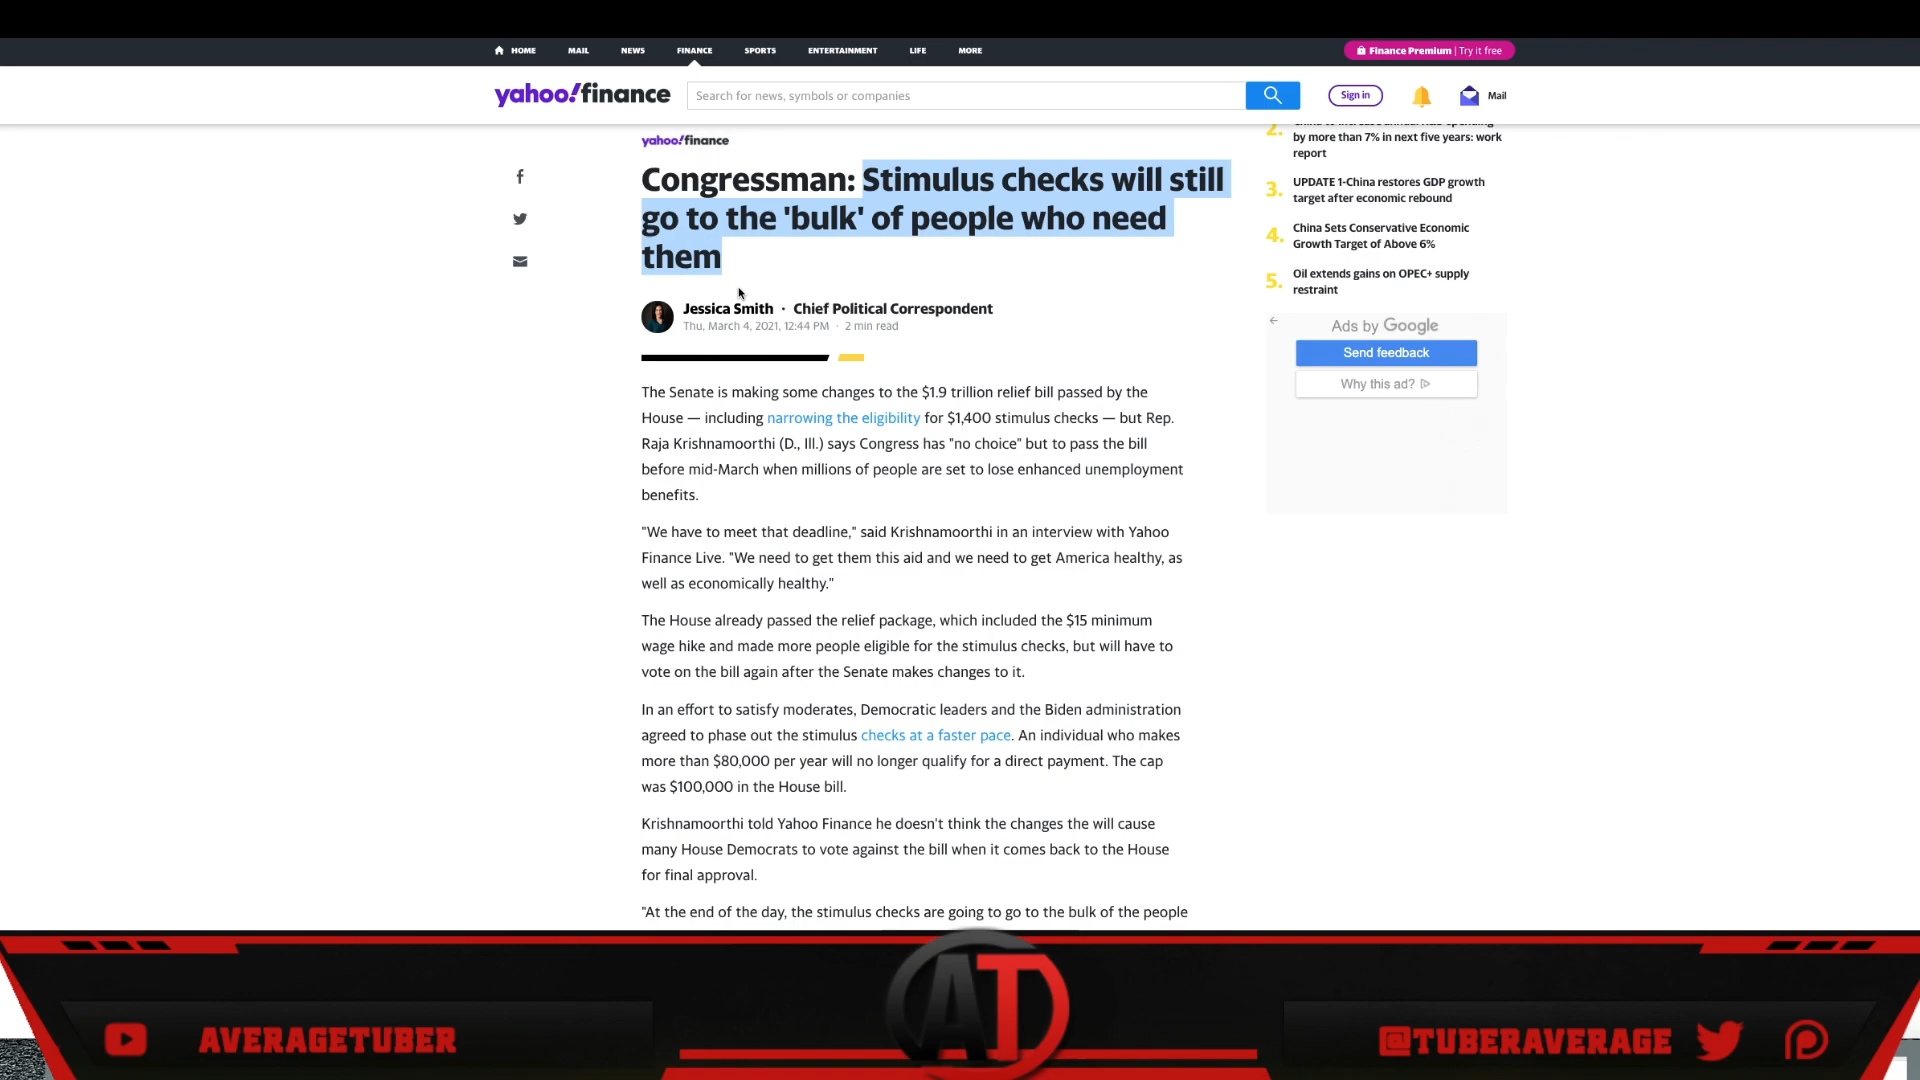 HOME MAIL NEWS FINANCE SPORTS ENTERTAINMENT LIFE MORE Finance Premium | Try it free
yahoo!finance Search for news, symbols or companies Sign in Mail
yahoo!finance
Congressman: Stimulus checks will still
go to the 'bulk' of people who need
them
Jessica Smith · Chief Political Correspondent
Thu, March 4, 2021, 12:44 PM · 2 min read
The Senate is making some changes to the $1.9 trillion relief bill passed by the
House — including narrowing the eligibility for $1,400 stimulus checks — but Rep.
Raja Krishnamoorthi (D., Ill.) says Congress has "no choice" but to pass the bill
before mid-March when millions of people are set to lose enhanced unemployment
benefits.
"We have to meet that deadline," said Krishnamoorthi in an interview with Yahoo
Finance Live. "We need to get them this aid and we need to get America healthy, as
well as economically healthy."
The House already passed the relief package, which included the $15 minimum
wage hike and made more people eligible for the stimulus checks, but will have to
vote on the bill again after the Senate makes changes to it.
In an effort to satisfy moderates, Democratic leaders and the Biden administration
agreed to phase out the stimulus checks at a faster pace. An individual who makes
more than $80,000 per year will no longer qualify for a direct payment. The cap
was $100,000 in the House bill.
Krishnamoorthi told Yahoo Finance he doesn't think the changes the will cause
many House Democrats to vote against the bill when it comes back to the House
for final approval.
"At the end of the day, the stimulus checks are going to go to the bulk of the people
2.
by more than 7% in next five years: work
report
3. UPDATE 1-China restores GDP growth
target after economic rebound
4. China Sets Conservative Economic
Growth Target of Above 6%
5. Oil extends gains on OPEC+ supply
restraint
Ads by Google
Send feedback
Why this ad?
AVERAGETUBER
AT
@TUBERAVERAGE